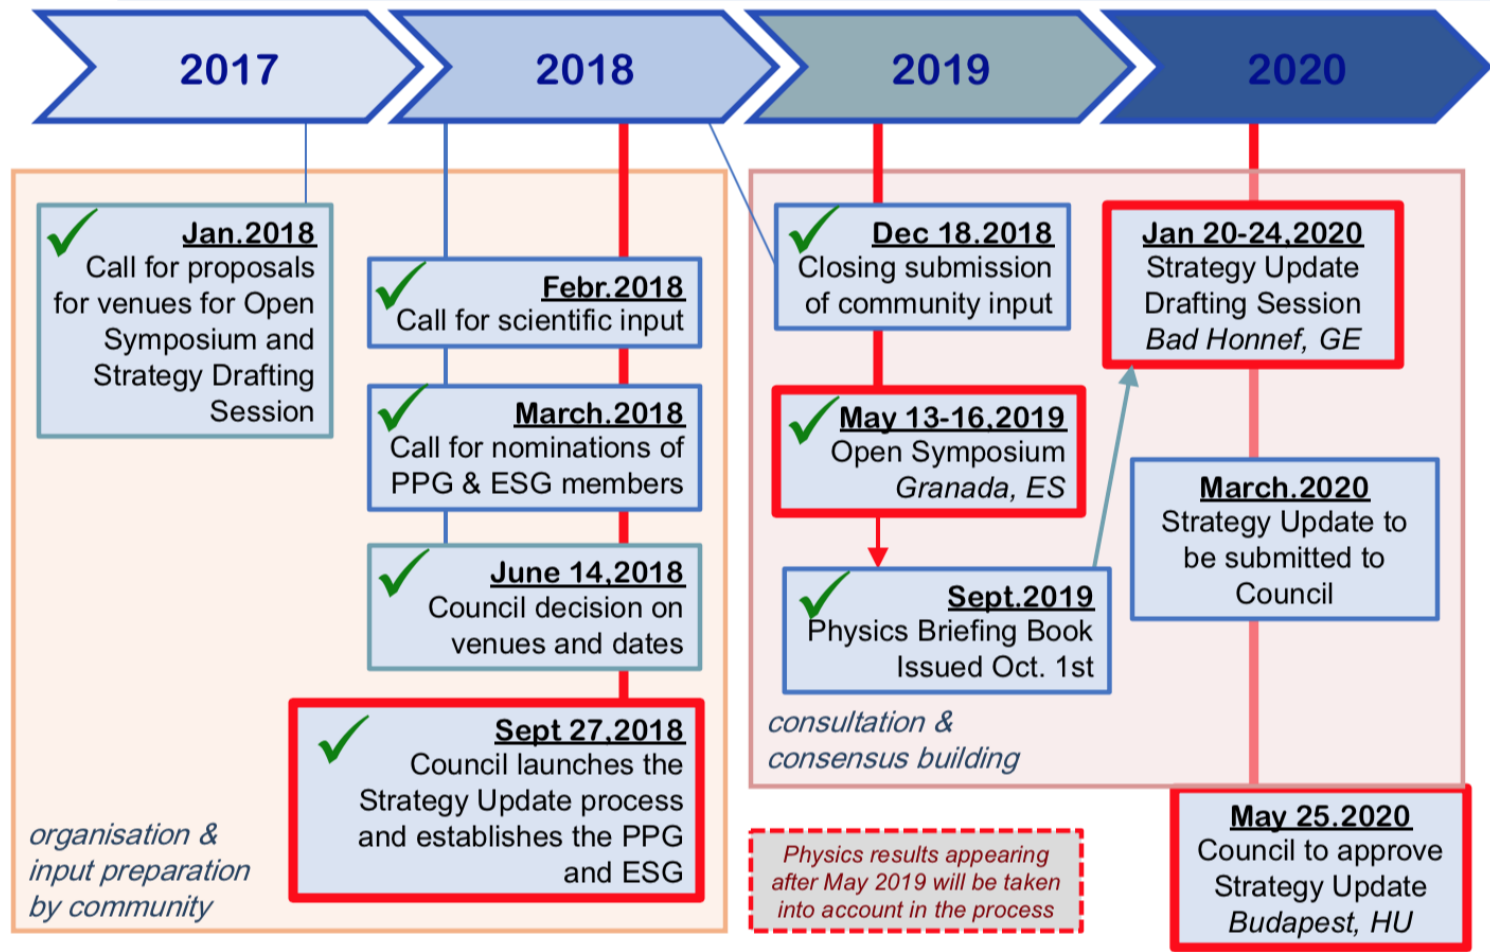 2017
2018
2019
2020
Jan.2018
Call for proposals
for venues for Open
Symposium and
Strategy Drafting
Session
Febr.2018
Call for scientific input
March.2018
Call for nominations of
PPG & ESG members
June 14,2018
Council decision on
venues and dates
Sept 27,2018
Council launches the
Strategy Update process
and establishes the PPG
and ESG
organisation &
input preparation
by community
Dec 18.2018
Closing submission
of community input
May 13-16,2019
Open Symposium
Granada, ES
Sept.2019
Physics Briefing Book
Issued Oct. 1st
consultation &
consensus building
Jan 20-24,2020
Strategy Update
Drafting Session
Bad Honnef, GE
March.2020
Strategy Update to
be submitted to
Council
May 25.2020
Council to approve
Strategy Update
Budapest, HU
Physics results appearing
after May 2019 will be taken
into account in the process